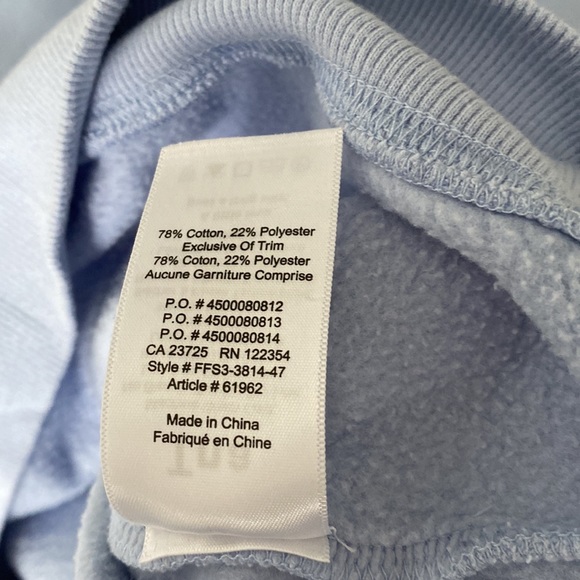 78% Cotton, 22% Polyester
Exclusive Of Trim
78% Coton, 22% Polyester
Aucune Garniture Comprise
P.O. # 4500080812
P.O. # 4500080813
P.O. # 4500080814
CA 23725 RN 122354
Style # FFS3-3814-47
Article # 61962
Made in China
Fabriqué en Chine